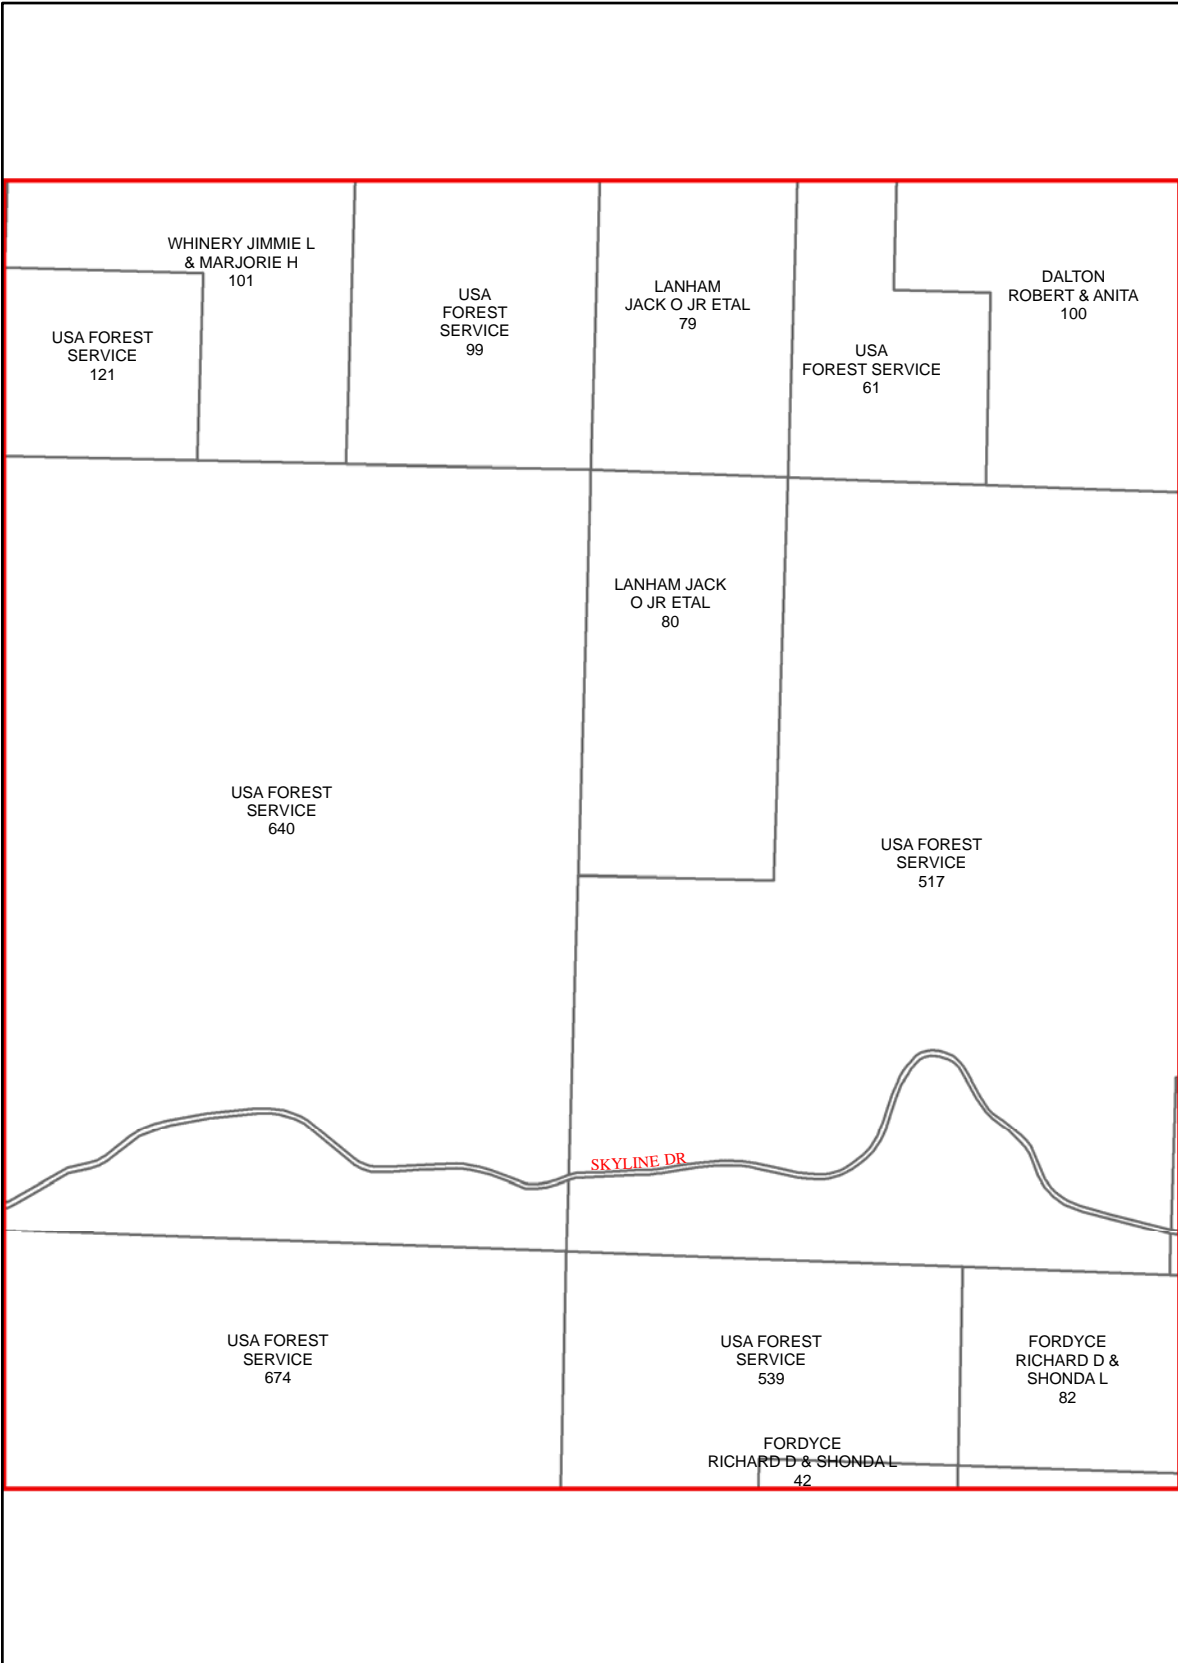 WHINERY JIMMIE L
& MARJORIE H
101
USA FOREST
SERVICE
121
USA
FOREST
SERVICE
99
LANHAM
JACK O JR ETAL
79
USA
FOREST SERVICE
61
DALTON
ROBERT & ANITA
100
LANHAM JACK
O JR ETAL
80
USA FOREST
SERVICE
640
USA FOREST
SERVICE
517
SKYLINE DR
USA FOREST
SERVICE
674
USA FOREST
SERVICE
539
FORDYCE
RICHARD D &
SHONDA L
82
FORDYCE
RICHARD D & SHONDA L
42